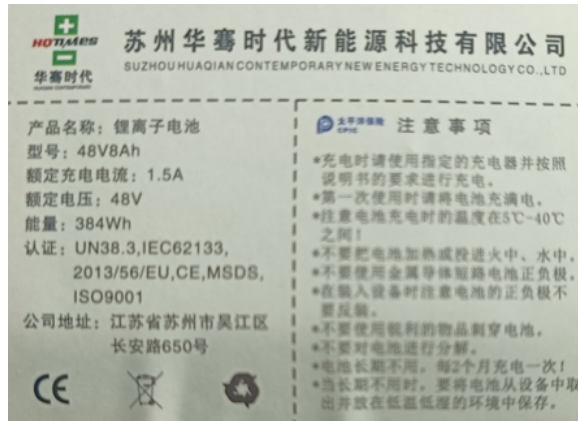 HOTIMES
华骞时代
苏州华骞时代新能源科技有限公司
SUZHOU HUAQIAN CONTEMPORARY NEW ENERGY TECHNOLOGY CO.,LTD
产品名称：锂离子电池
型号：48V8Ah
额定充电电流：1.5A
额定电压：48V
能量：384Wh
认证：UN38.3,IEC62133,
2013/56/EU,CE,MSDS,
ISO9001
公司地址：江苏省苏州市吴江区
长安路650号
CE
太平洋保险
CPIC
注意事项
*充电时请使用指定的充电器并按照
说明书的要求进行充电。
*第一次使用时请将电池充满电。
*注意电池充电时的温度在5℃-40℃
之间！
*不要把电池加热或投进火中、水中。
*不要使用金属导体短路电池正负极。
*在装入设备时注意电池的正负极不
要反装。
*不要使用锐利的物品刺穿电池。
*不要对电池进行分解。
*电池长期不用，每2个月充电一次！
*当长期不用时，要将电池从设备中取
出并放在低温低湿的环境中保存。